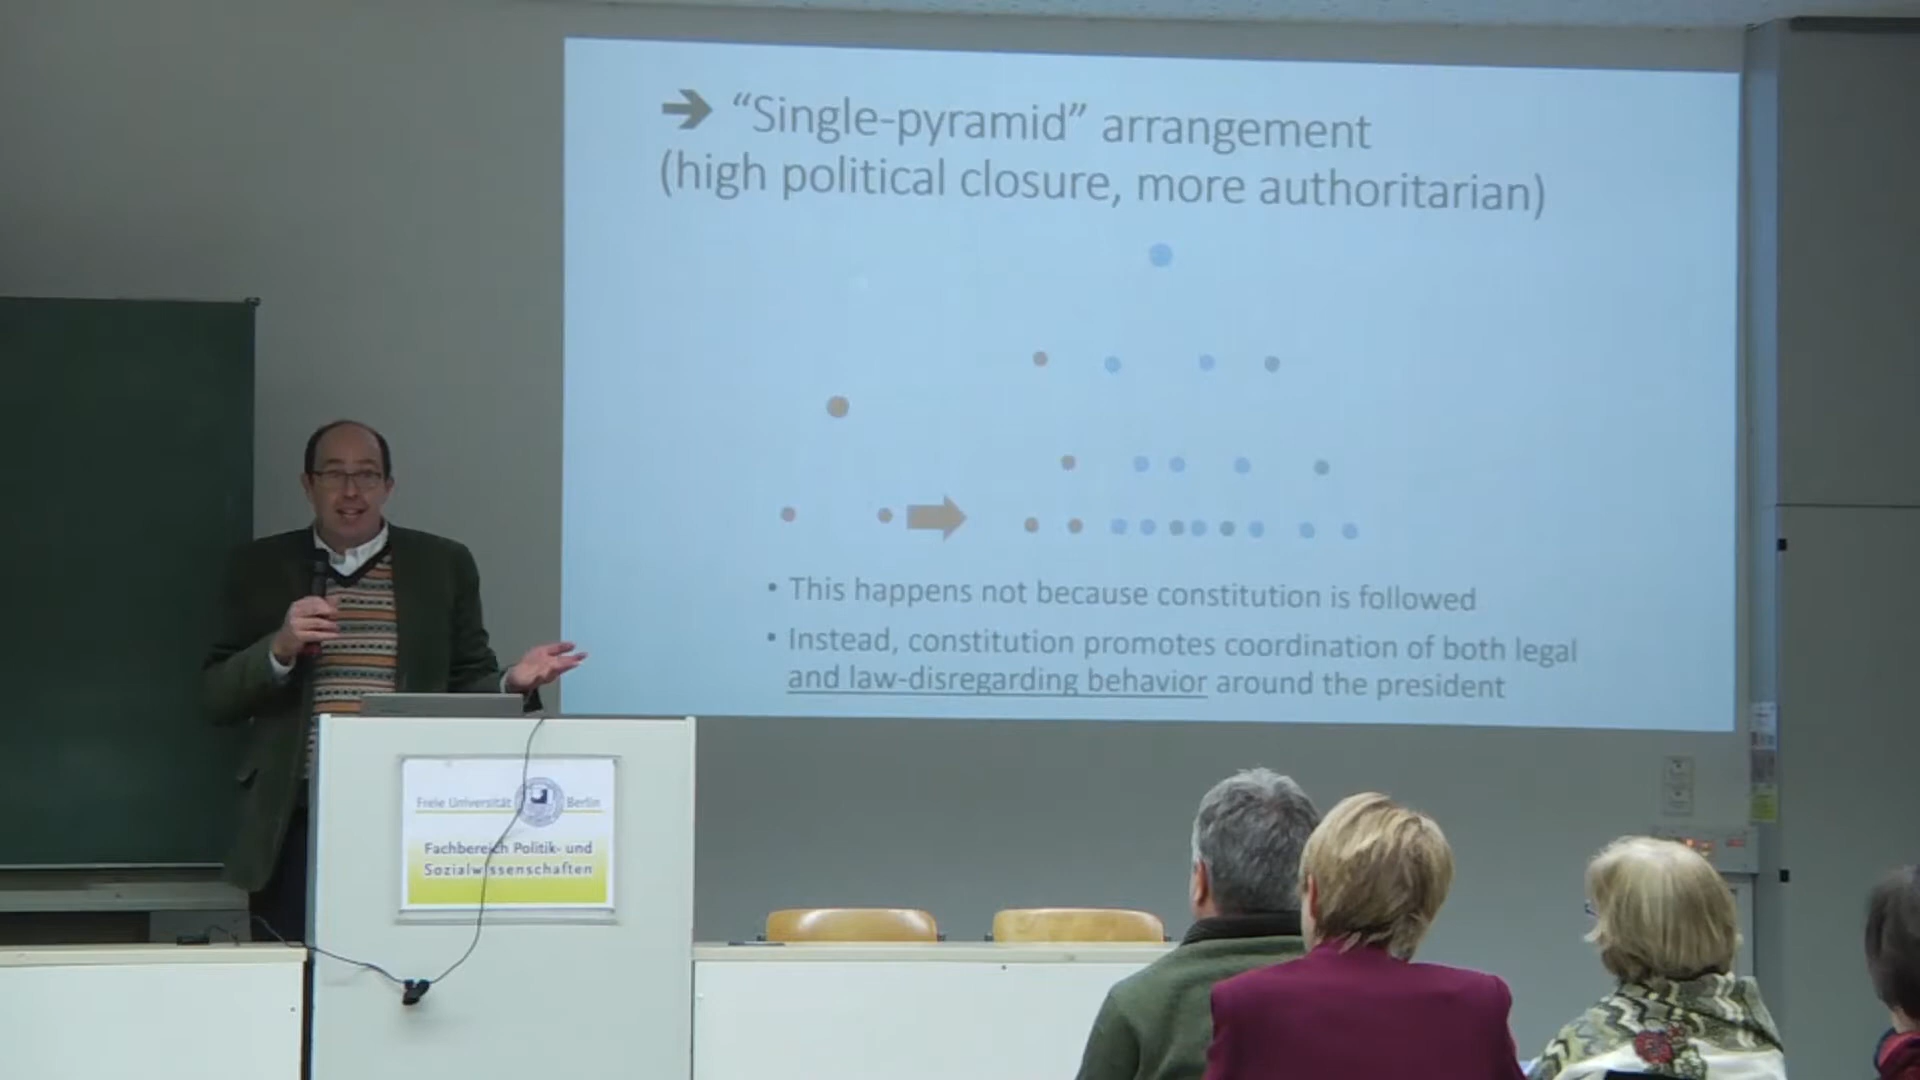 ➔ “Single-pyramid” arrangement
(high political closure, more authoritarian)
• This happens not because constitution is followed
• Instead, constitution promotes coordination of both legal
and law-disregarding behavior around the president
Freie Universität Berlin
Fachbereich Politik- und
Sozialwissenschaften